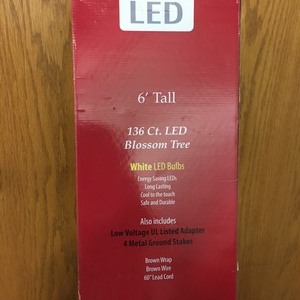 LED
6' Tall
136 Ct. LED
Blossom Tree
White LED Bulbs
Energy Saving LEDs
Long Lasting
Cool to the touch
Safe and Durable
Also includes
Low Voltage UL Listed Adapter
4 Metal Ground Stakes
Brown Wrap
Brown Wire
60" Lead Cord